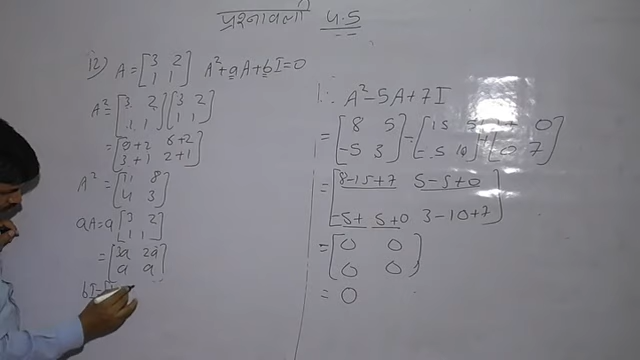 प्रश्नावली 4.5
12) A = [3 2 1 1] A²+aA+bI=0
A² = [3 2 1 1] [3 2 1 1]
= [9+2 6+2 3+1 2+1]
A² = [11 8 4 3]
aA = a [3 2 1 1]
= [3a 2a a a]
bI =
∴ A²-5A+7I
= [8 5 -5 3] - [15 5 -5 10] + [0 0 7]
= [8-15+7 5-5+0 -5+5+0 3-10+7]
= [0 0 0 0]
= 0